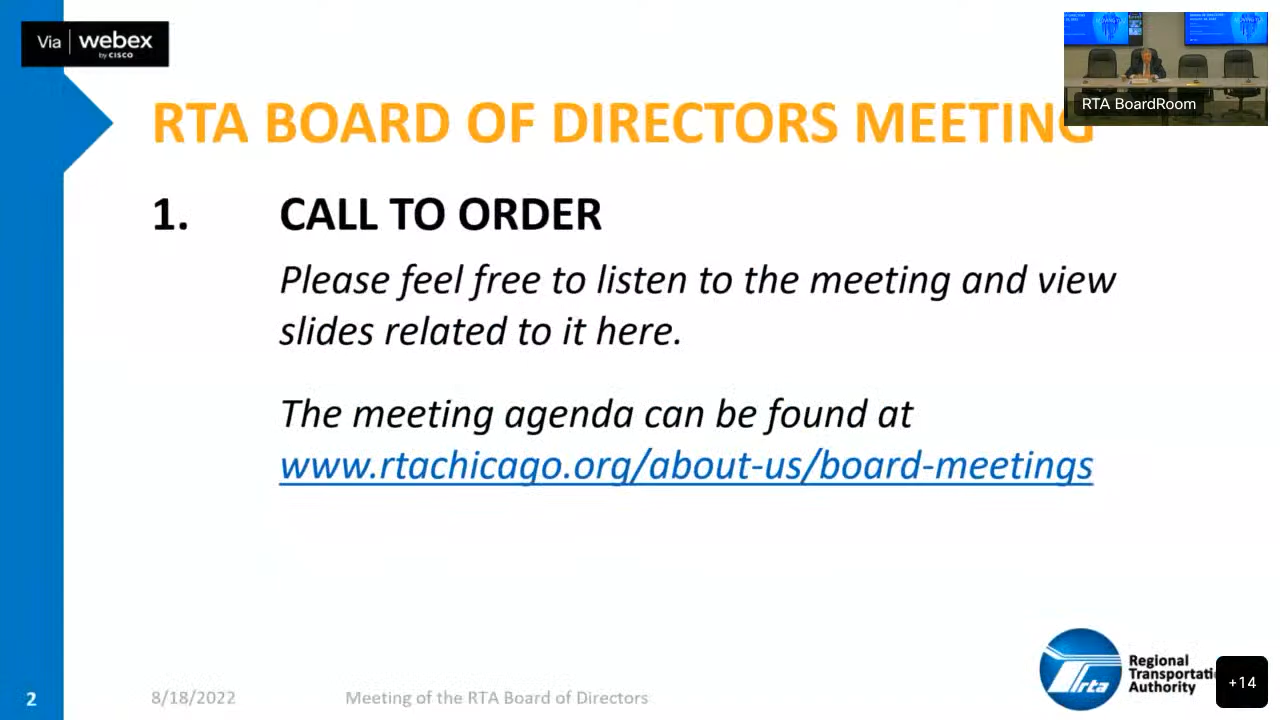 Via webex
by CISCO
RTA BoardRoom
RTA BOARD OF DIRECTORS MEETING
1. CALL TO ORDER
Please feel free to listen to the meeting and view
slides related to it here.
The meeting agenda can be found at
www.rtachicago.org/about-us/board-meetings
rta
Regional
Transportati
Authority
+14
2
8/18/2022
Meeting of the RTA Board of Directors